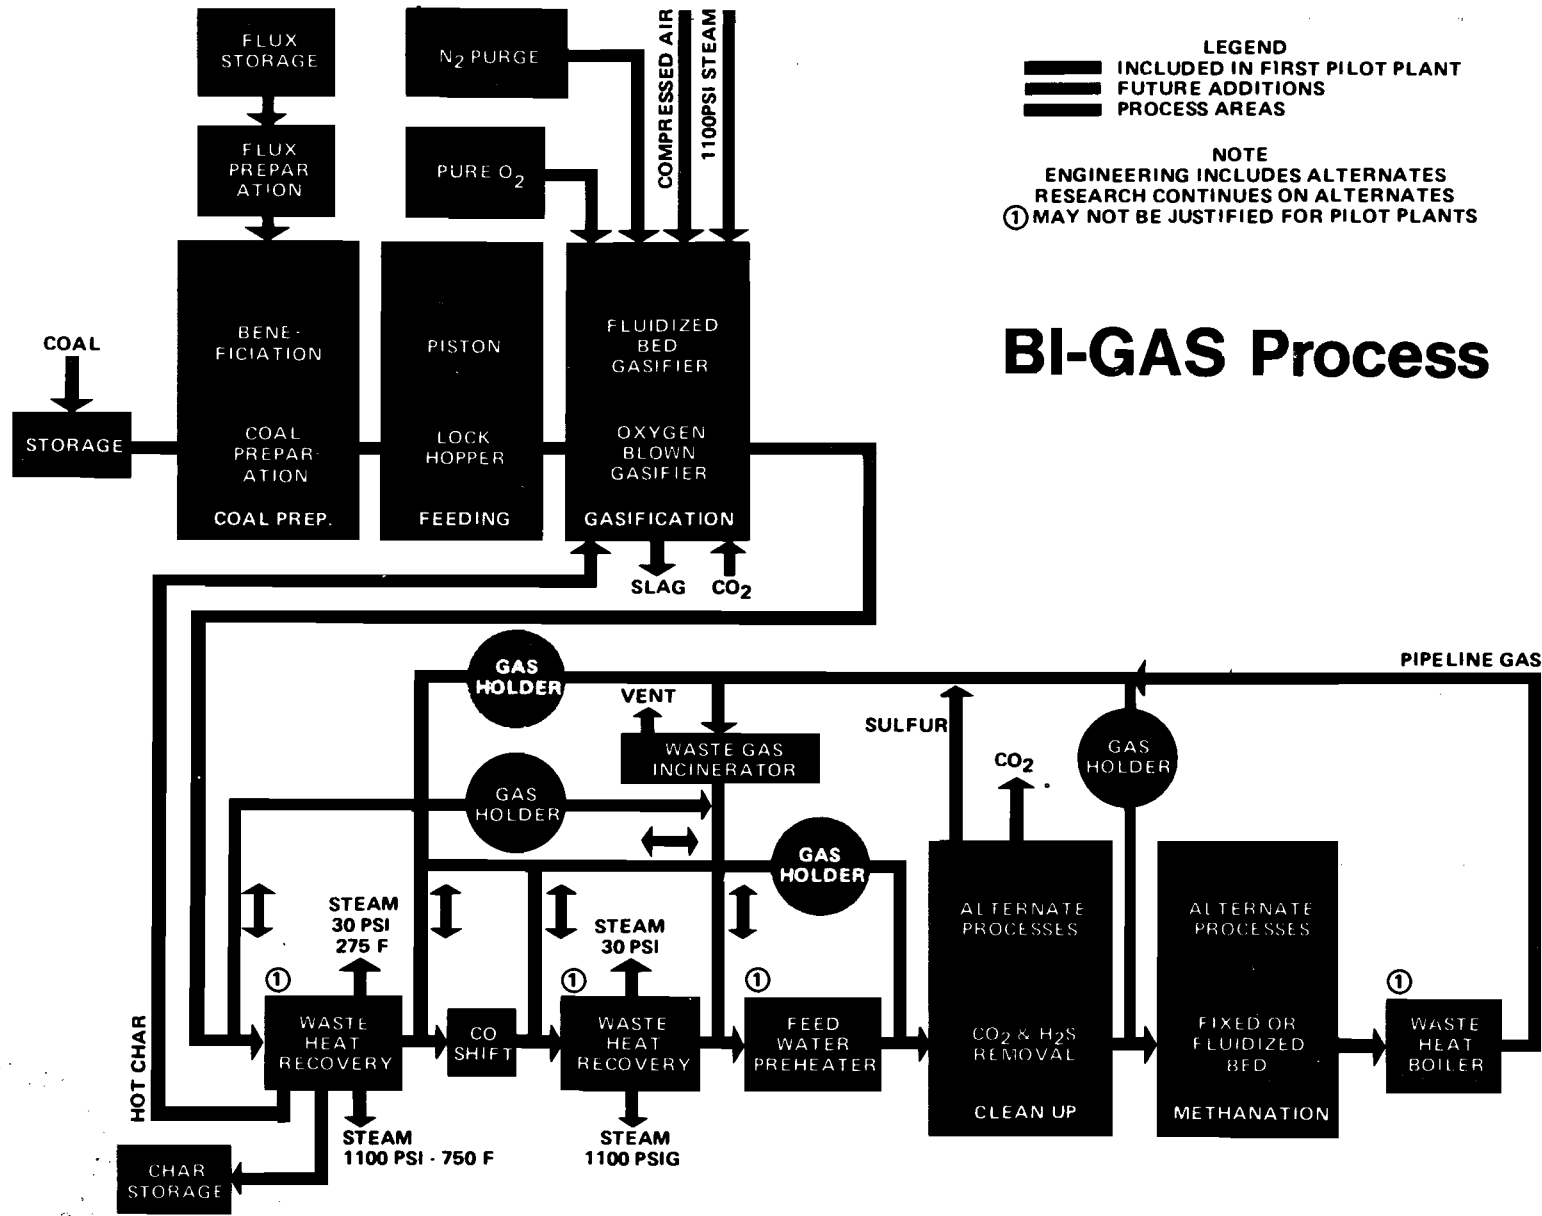 FLUX
STORAGE
N2 PURGE
COMPRESSED AIR
1100PSI STEAM
LEGEND
INCLUDED IN FIRST PILOT PLANT
FUTURE ADDITIONS
PROCESS AREAS
FLUX
PREPAR
ATION
PURE O2
NOTE
ENGINEERING INCLUDES ALTERNATES
RESEARCH CONTINUES ON ALTERNATES
① MAY NOT BE JUSTIFIED FOR PILOT PLANTS
BI-GAS Process
COAL
STORAGE
BENE-
FICIATION
COAL
PREPAR-
ATION
COAL PREP.
PISTON
LOCK
HOPPER
FEEDING
FLUIDIZED
BED
GASIFIER
OXYGEN
BLOWN
GASIFIER
GASIFICATION
SLAG
CO2
PIPELINE GAS
GAS
HOLDER
VENT
WASTE GAS
INCINERATOR
SULFUR
CO2
GAS
HOLDER
GAS
HOLDER
GAS
HOLDER
HOT CHAR
①
STEAM
30 PSI
275 F
WASTE
HEAT
RECOVERY
STEAM
1100 PSI - 750 F
CHAR
STORAGE
CO
SHIFT
①
STEAM
30 PSI
WASTE
HEAT
RECOVERY
STEAM
1100 PSIG
①
FEED
WATER
PREHEATER
ALTERNATE
PROCESSES
CO2 & H2S
REMOVAL
CLEAN UP
ALTERNATE
PROCESSES
FIXED OR
FLUIDIZED
BED
METHANATION
①
WASTE
HEAT
BOILER